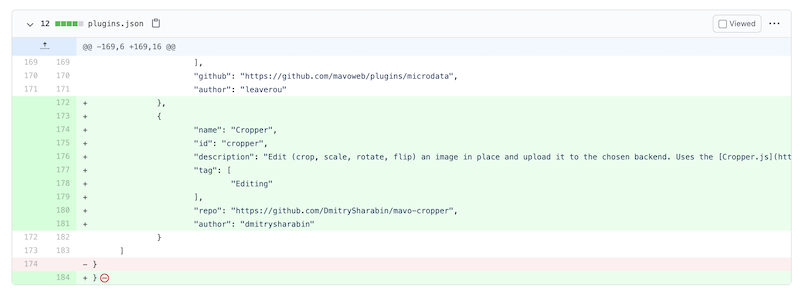 12 plugins.json Viewed ...
@@ -169,6 +169,16 @@
169 169 ],
170 170 "github": "https://github.com/mavoweb/plugins/microdata",
171 171 "author": "leaverou"
172 + },
173 + {
174 + "name": "Cropper",
175 + "id": "cropper",
176 + "description": "Edit (crop, scale, rotate, flip) an image in place and upload it to the chosen backend. Uses the [Cropper.js](htt
177 + "tag": [
178 + "Editing"
179 + ],
180 + "repo": "https://github.com/DmitrySharabin/mavo-cropper",
181 + "author": "dmitrysharabin"
172 182 }
173 183 ]
174 - }
184 + }